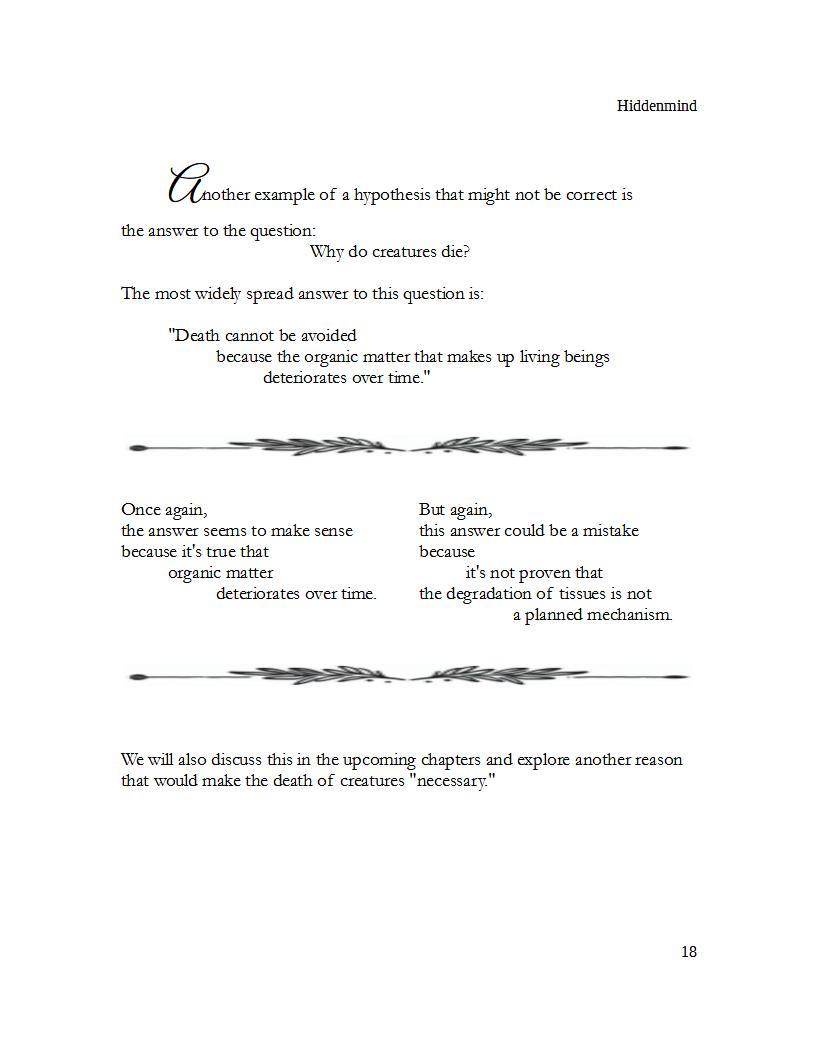 Hiddenmind
Another example of a hypothesis that might not be correct is
the answer to the question:
Why do creatures die?
The most widely spread answer to this question is:
"Death cannot be avoided
because the organic matter that makes up living beings
deteriorates over time."
Once again,
the answer seems to make sense
because it's true that
organic matter
deteriorates over time.
But again,
this answer could be a mistake
because
it's not proven that
the degradation of tissues is not
a planned mechanism.
We will also discuss this in the upcoming chapters and explore another reason
that would make the death of creatures "necessary."
18